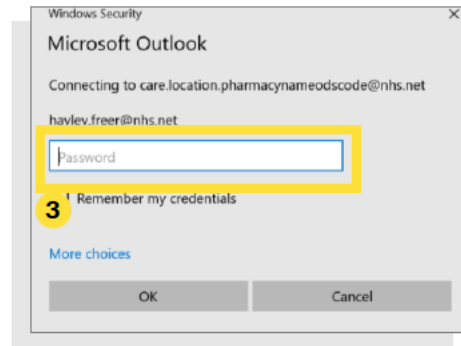 Windows Security
Microsoft Outlook
Connecting to care.location.pharmacynameodscode@nhs.net
hayley.freer@nhs.net
Password
3
Remember my credentials
More choices
OK Cancel